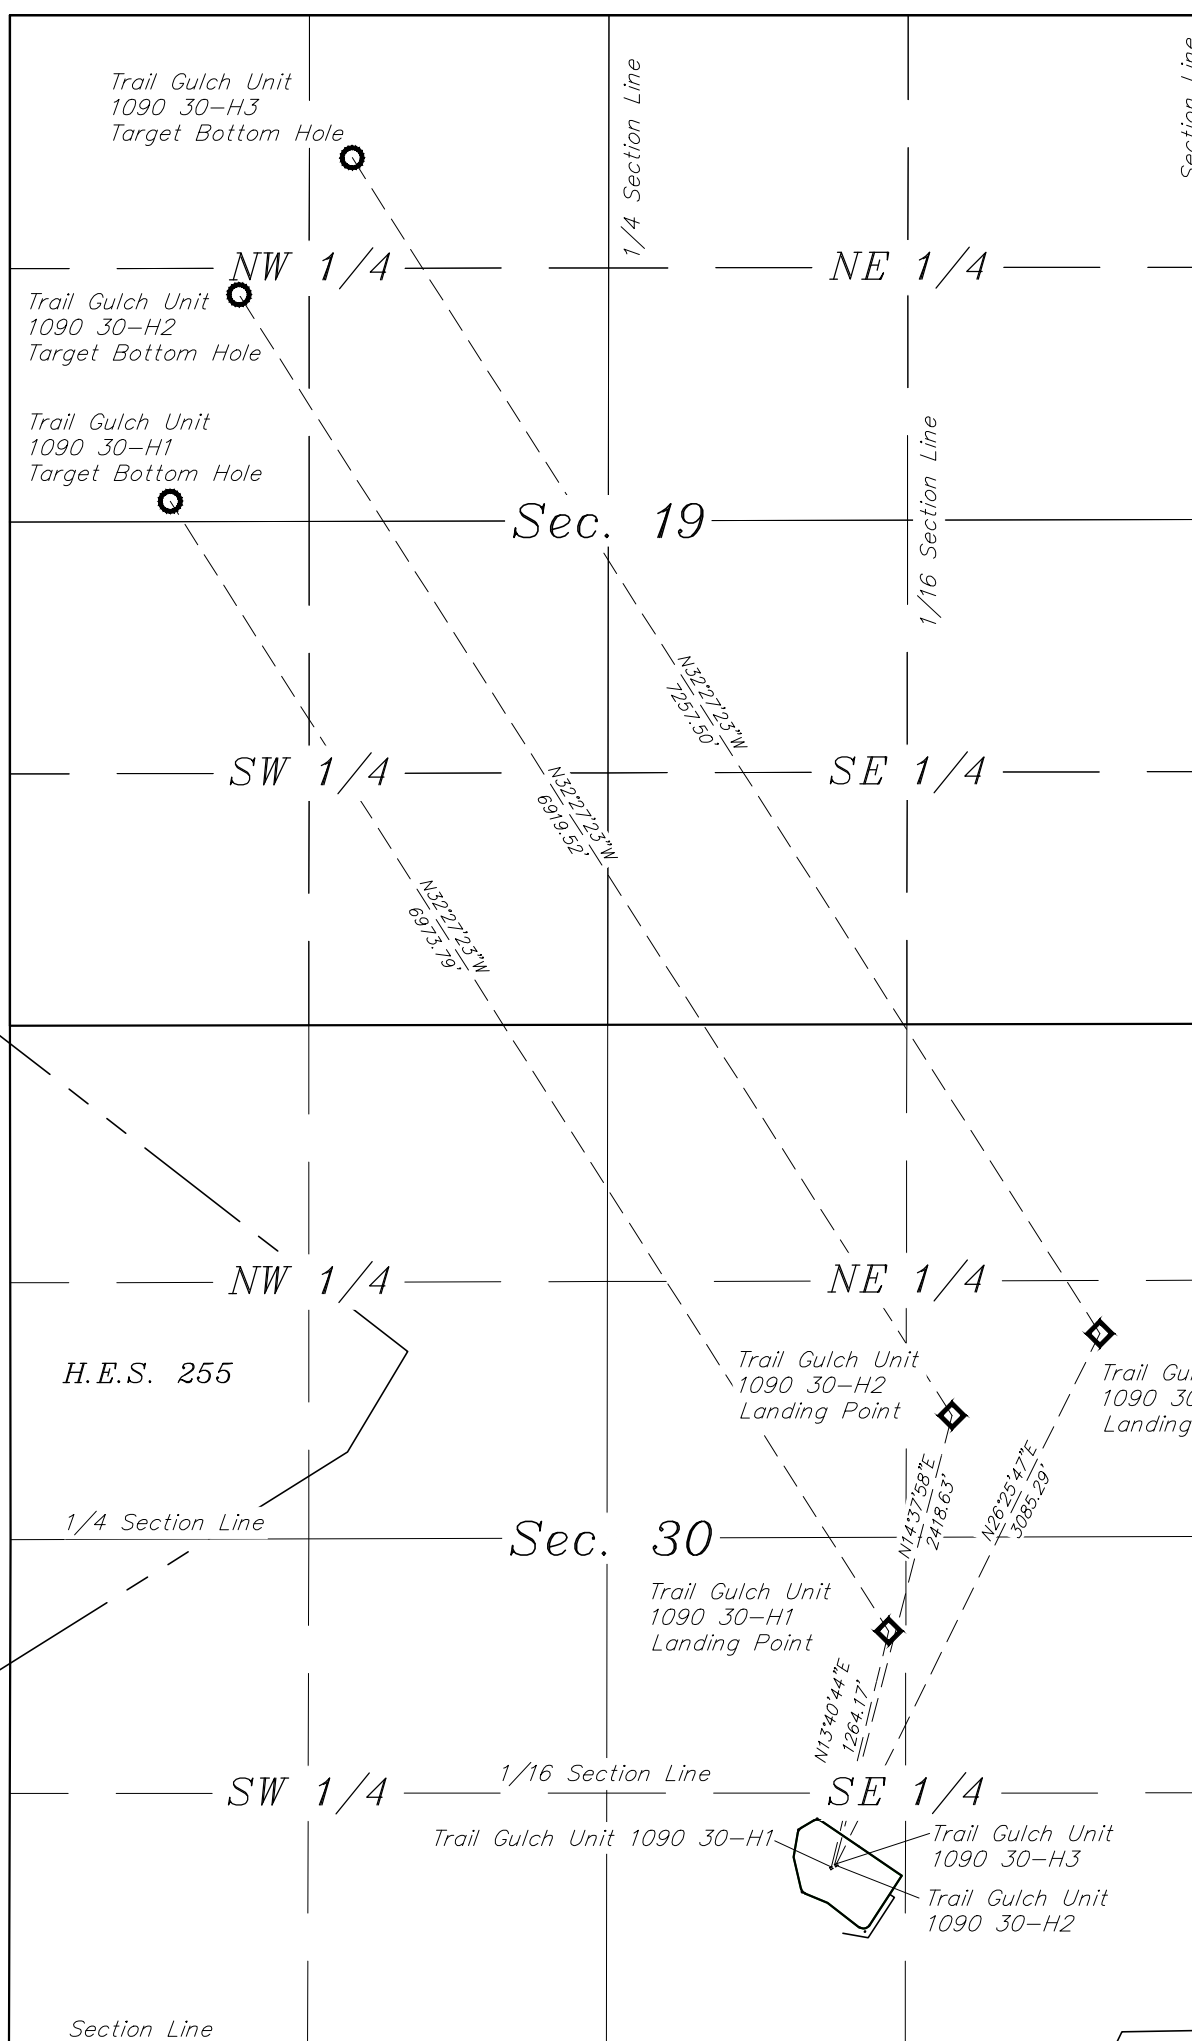 Trail Gulch Unit
1090 30-H3
Target Bottom Hole
1/4 Section Line
Section Line
NW 1/4
NE 1/4
Trail Gulch Unit
1090 30-H2
Target Bottom Hole
Trail Gulch Unit
1090 30-H1
Target Bottom Hole
Sec. 19
1/16 Section Line
N32°27'23"W
7257.50'
SW 1/4
SE 1/4
N32°27'23"W
6919.52'
N32°27'23"W
6973.79'
NW 1/4
NE 1/4
H.E.S. 255
Trail Gulch Unit
1090 30-H2
Landing Point
Trail
1090
Landing
N14°37'58"E
2418.63'
N26°25'47"E
3085.29'
1/4 Section Line
Sec. 30
Trail Gulch Unit
1090 30-H1
Landing Point
N13°40'44"E
1264.17'
1/16 Section Line
SW 1/4
SE 1/4
Trail Gulch Unit 1090 30-H1
Trail Gulch Unit
1090 30-H3
Trail Gulch Unit
1090 30-H2
Section Line